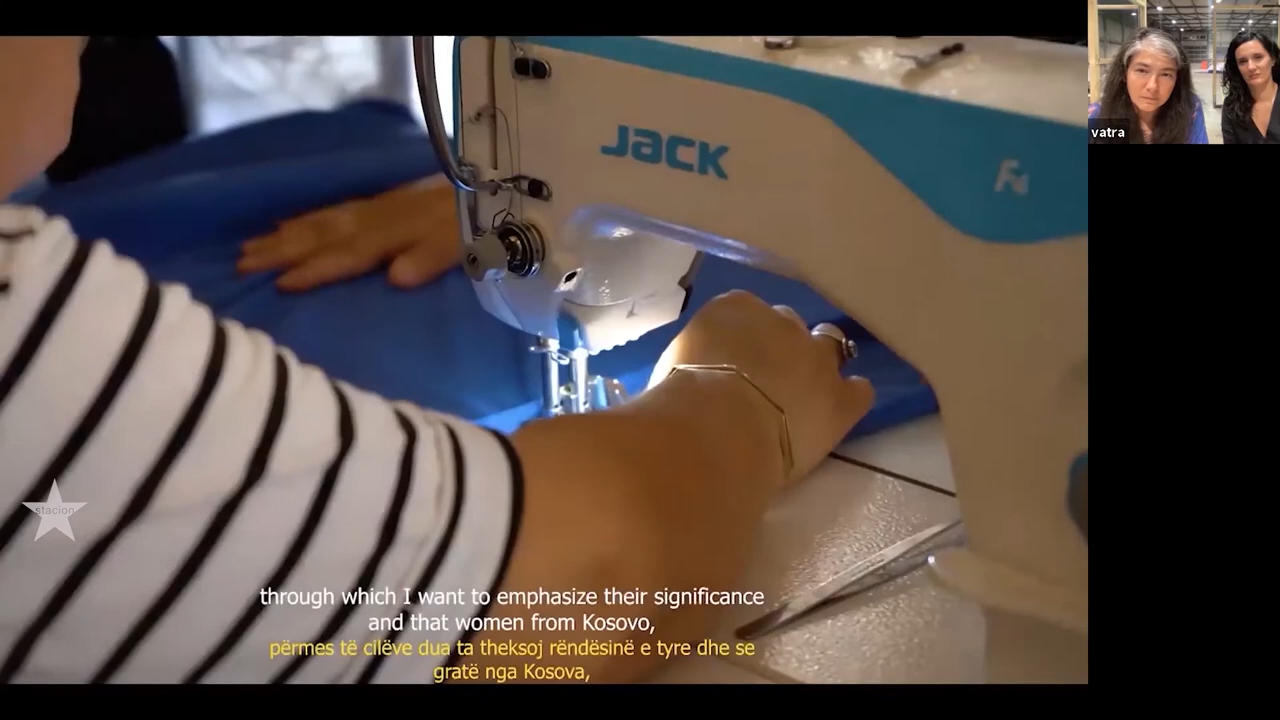 JACK
vatra
stacion
through which I want to emphasize their significance
and that women from Kosovo,
përmes të cilëve dua ta theksoj rëndësinë e tyre dhe se
gratë nga Kosova,